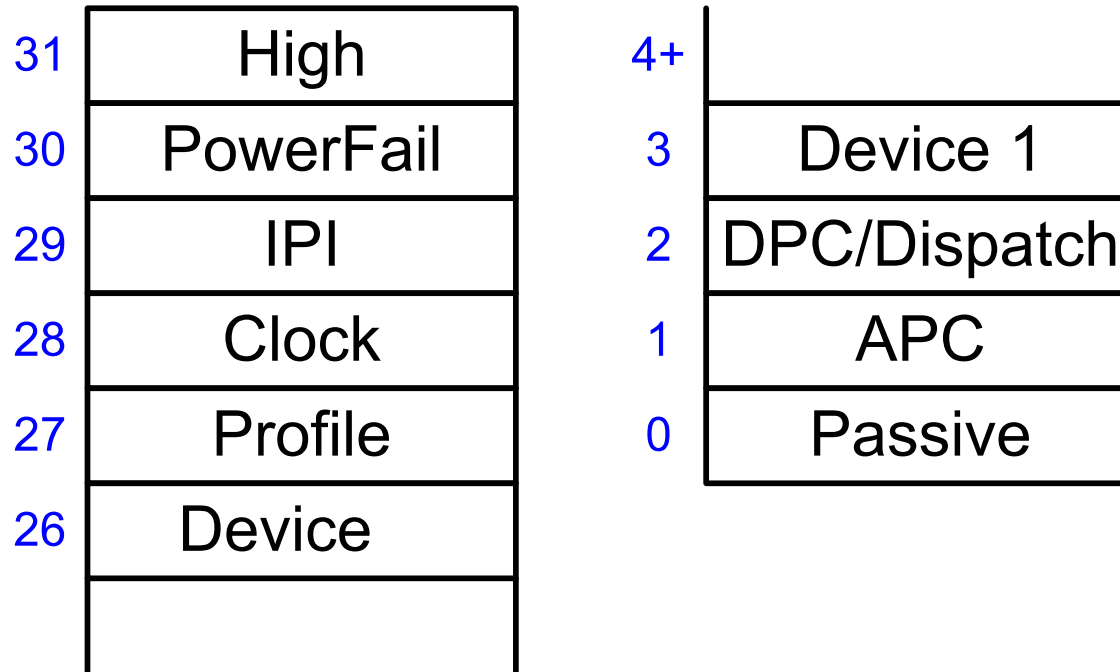 31 High
30 PowerFail
29 IPI
28 Clock
27 Profile
26 Device
4+
3 Device 1
2 DPC/Dispatch
1 APC
0 Passive